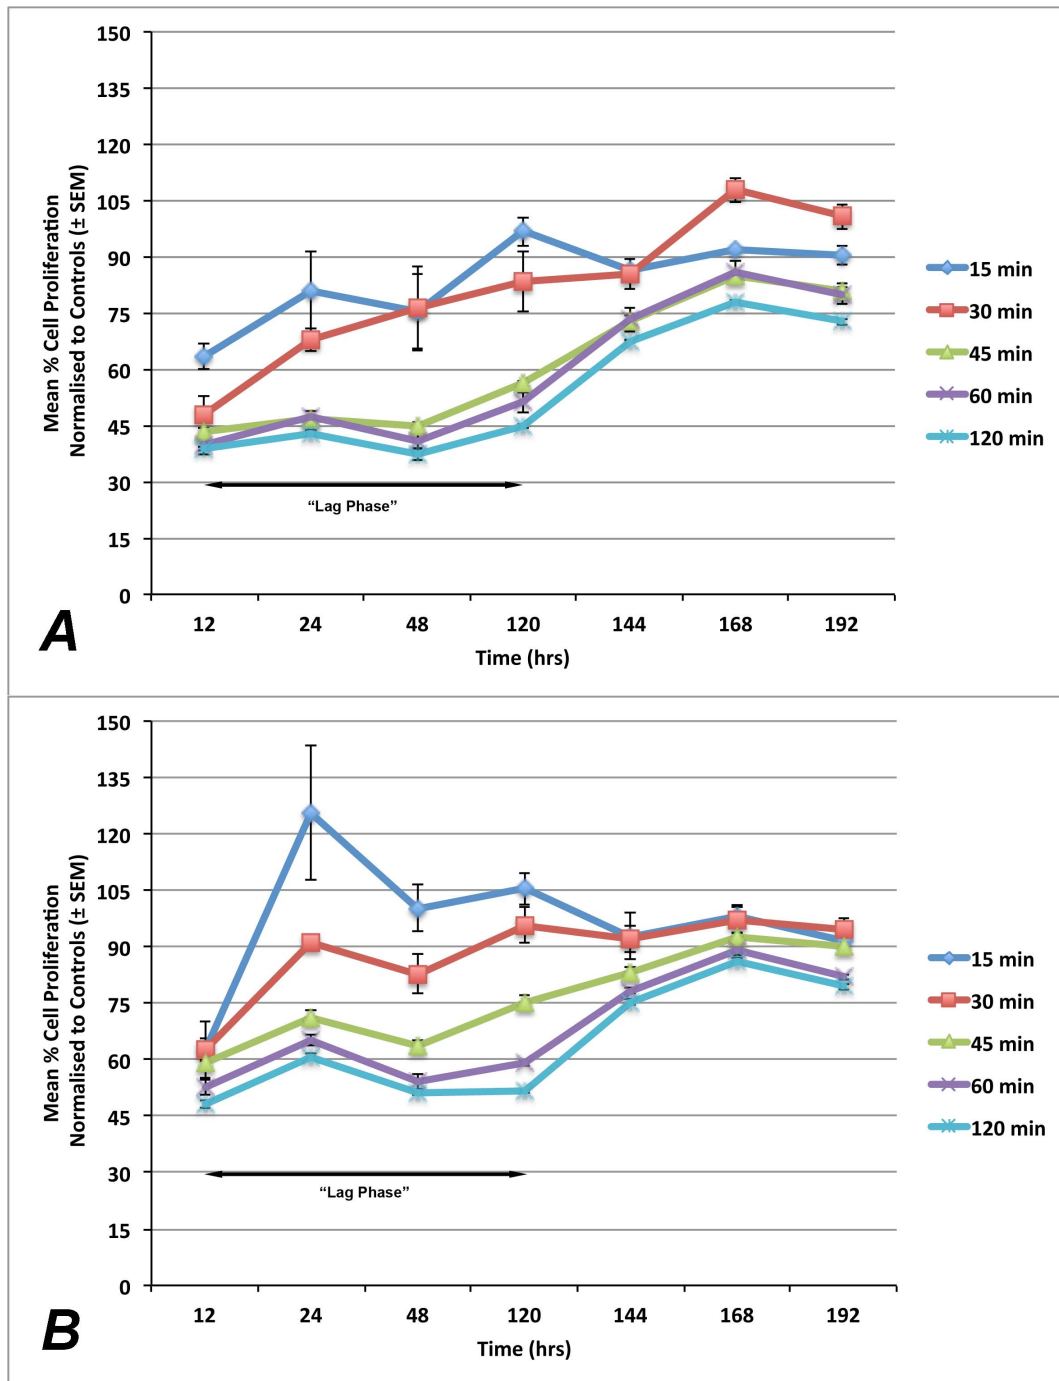 150
135
120
105
90
75
60
45
30
15
0
Mean % Cell Proliferation
Normalised to Controls (± SEM)
"Lag Phase"
12 24 48 120 144 168 192
Time (hrs)
15 min
30 min
45 min
60 min
120 min
A
150
135
120
105
90
75
60
45
30
15
0
Mean % Cell Proliferation
Normalised to Controls (± SEM)
"Lag Phase"
12 24 48 120 144 168 192
Time (hrs)
15 min
30 min
45 min
60 min
120 min
B